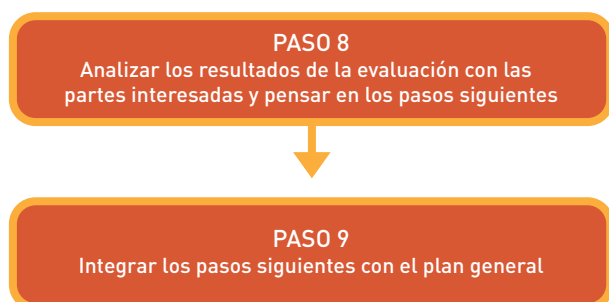 PASO 8
Analizar los resultados de la evaluación con las
partes interesadas y pensar en los pasos siguientes
PASO 9
Integrar los pasos siguientes con el plan general